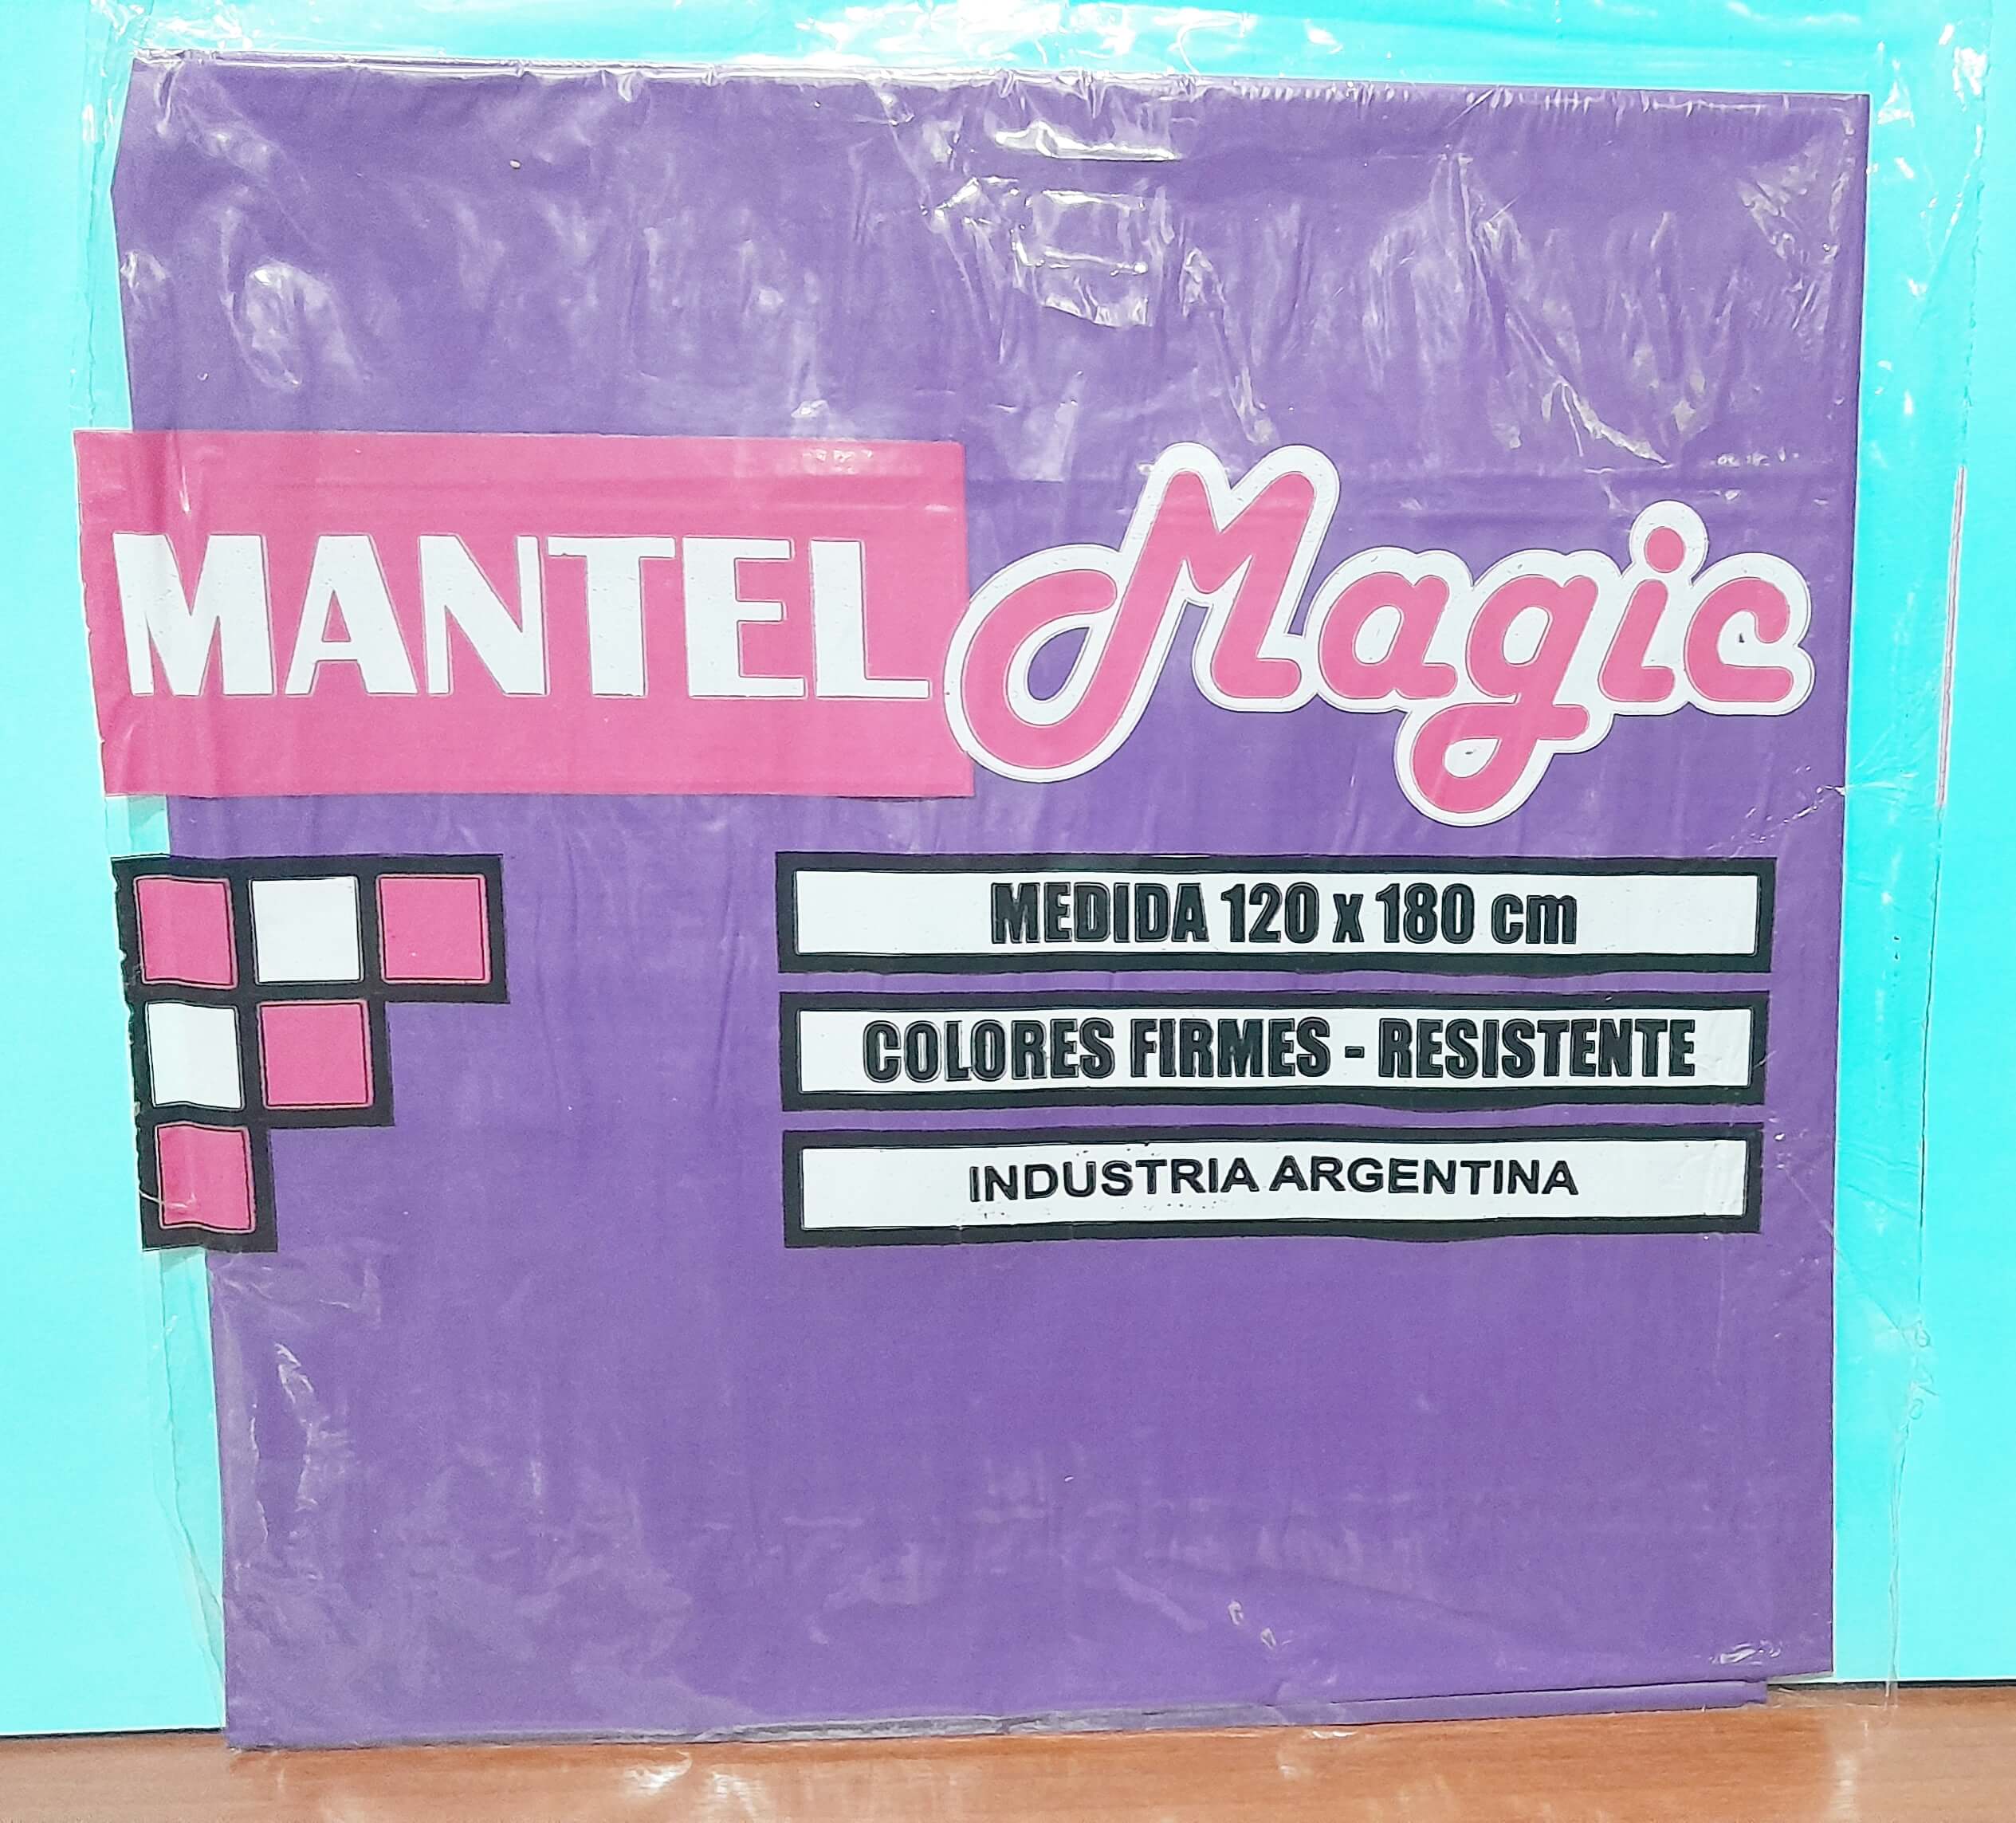 MANTEL Magic
MEDIDA 120 x 180 cm
COLORES FIRMES - RESISTENTE
INDUSTRIA ARGENTINA